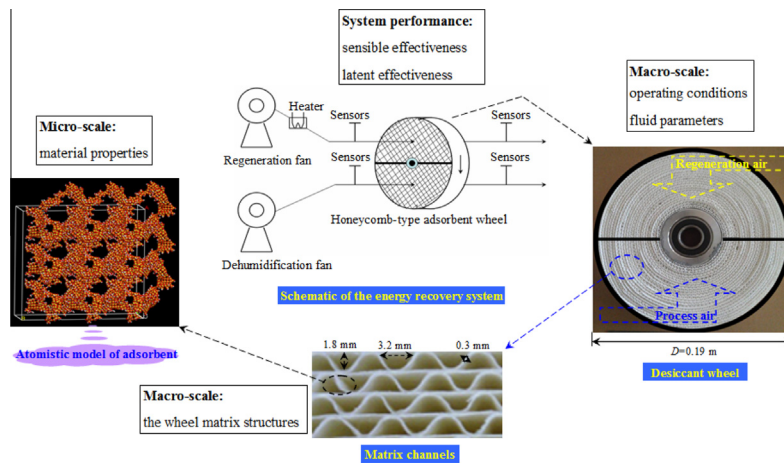 System performance:
sensible effectiveness
latent effectiveness
Macro-scale:
operating conditions
fluid parameters
Micro-scale:
material properties
Heater
Sensors
Sensors
Regeneration fan
Sensors
Sensors
Honeycomb-type adsorbent wheel
Dehumidification fan
Schematic of the energy recovery system
Regeneration air
Process air
D=0.19 m
Desiccant wheel
Atomistic model of adsorbent
1.8 mm
3.2 mm
0.3 mm
Macro-scale:
the wheel matrix structures
Matrix channels